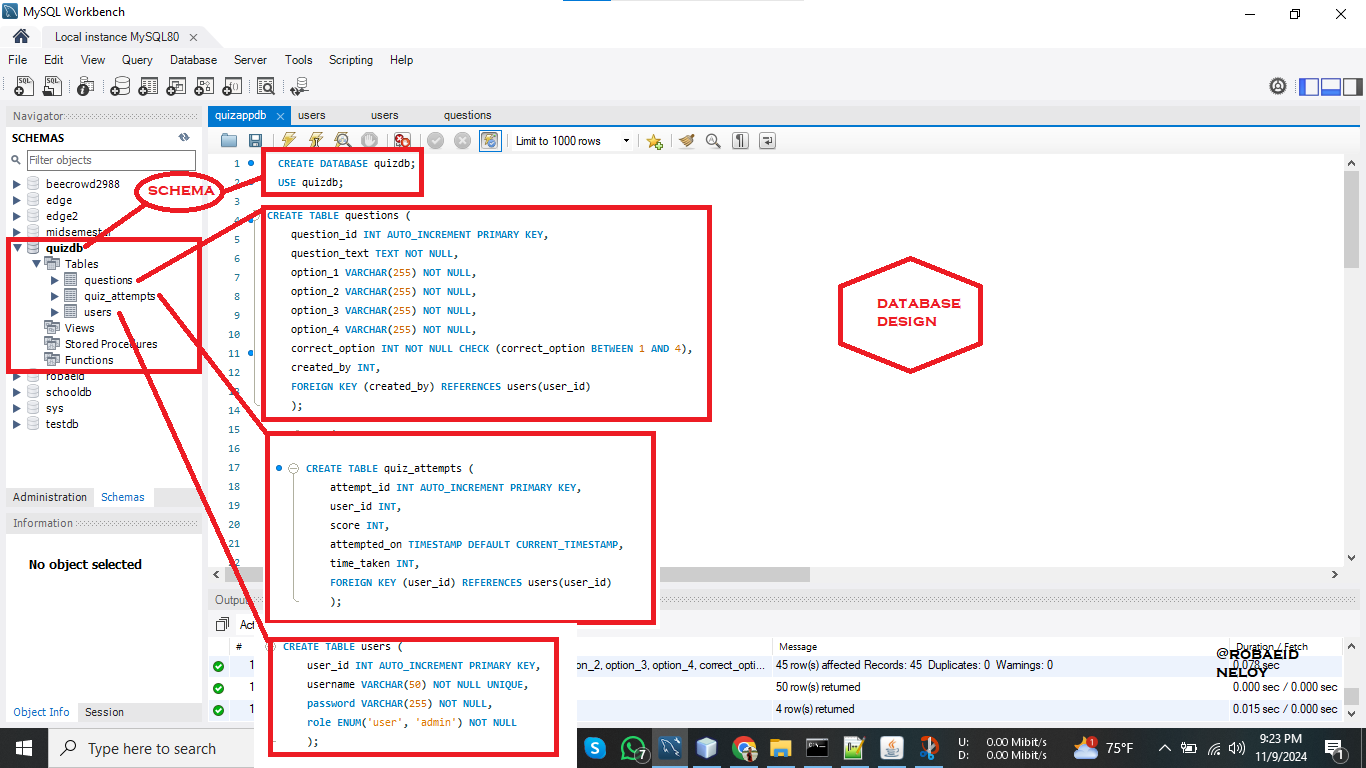 MySQL Workbench
Local instance MySQL80
File Edit View Query Database Server Tools Scripting Help
Navigator
SCHEMAS
Filter objects
beecrowd2988
edge
edge2
quizdb
Tables
questions
quiz_attempts
users
Views
Stored Procedures
Functions
robaeid
schooldb
sys
testdb
Administration Schemas
Information
No object selected
Object Info Session
quizappdb users users questions
Limit to 1000 rows
SCHEMA
1 CREATE DATABASE quizdb;
2 USE quizdb;
3
4 CREATE TABLE questions (
5 question_id INT AUTO_INCREMENT PRIMARY KEY,
6 question_text TEXT NOT NULL,
7 option_1 VARCHAR(255) NOT NULL,
8 option_2 VARCHAR(255) NOT NULL,
9 option_3 VARCHAR(255) NOT NULL,
10 option_4 VARCHAR(255) NOT NULL,
11 correct_option INT NOT NULL CHECK (correct_option BETWEEN 1 AND 4),
12 created_by INT,
13 FOREIGN KEY (created_by) REFERENCES users(user_id)
14 );
15
16
17 CREATE TABLE quiz_attempts (
18 attempt_id INT AUTO_INCREMENT PRIMARY KEY,
19 user_id INT,
20 score INT,
21 attempted_on TIMESTAMP DEFAULT CURRENT_TIMESTAMP,
22 time_taken INT,
FOREIGN KEY (user_id) REFERENCES users(user_id)
);
CREATE TABLE users (
user_id INT AUTO_INCREMENT PRIMARY KEY,
username VARCHAR(50) NOT NULL UNIQUE,
password VARCHAR(255) NOT NULL,
role ENUM('user', 'admin') NOT NULL
);
DATABASE
DESIGN
# Message Duration / Fetch
1 option_3, option_4, correct_opti... 45 row(s) affected Records: 45 Duplicates: 0 Warnings: 0 0.078 sec
1 50 row(s) returned 0.000 sec / 0.000 sec
1 4 row(s) returned 0.015 sec / 0.000 sec
@ROBAEID
NELOY
Type here to search
7
U: 0.00 Mibit/s
D: 0.00 Mibit/s
75°F
9:23 PM
11/9/2024
1